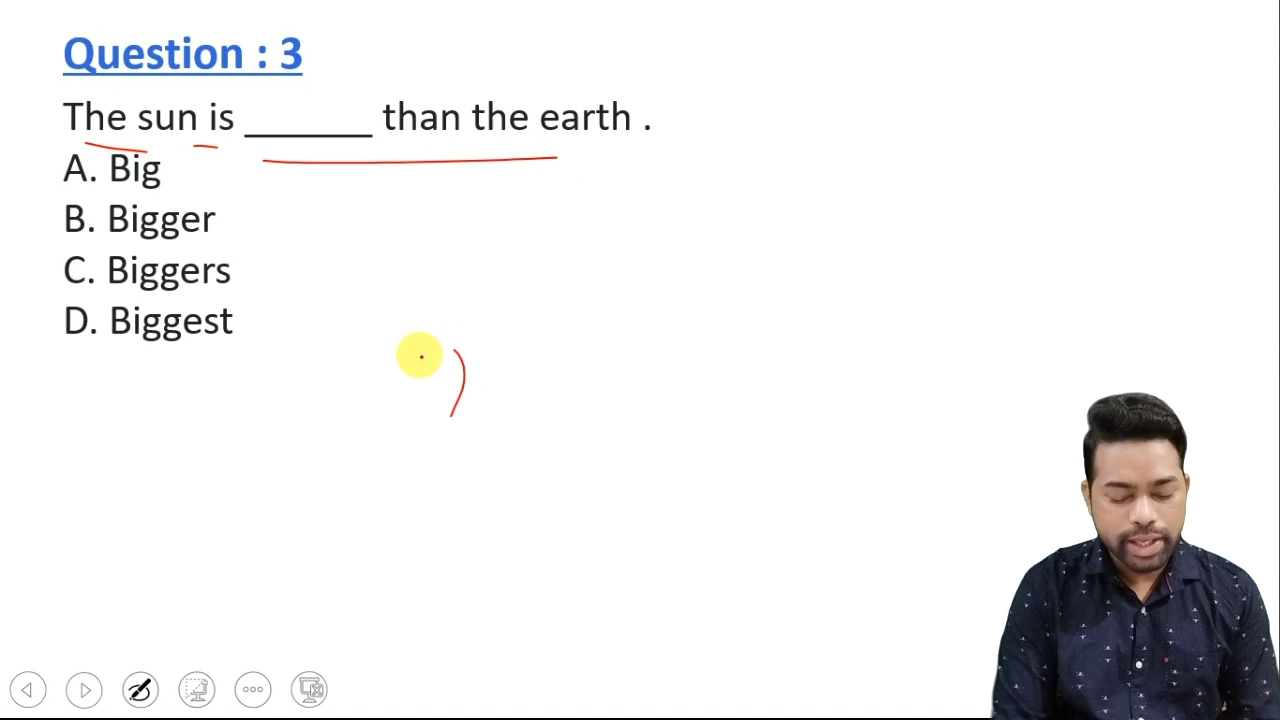 Question : 3
The sun is _______ than the earth .
A. Big
B. Bigger
C. Biggers
D. Biggest